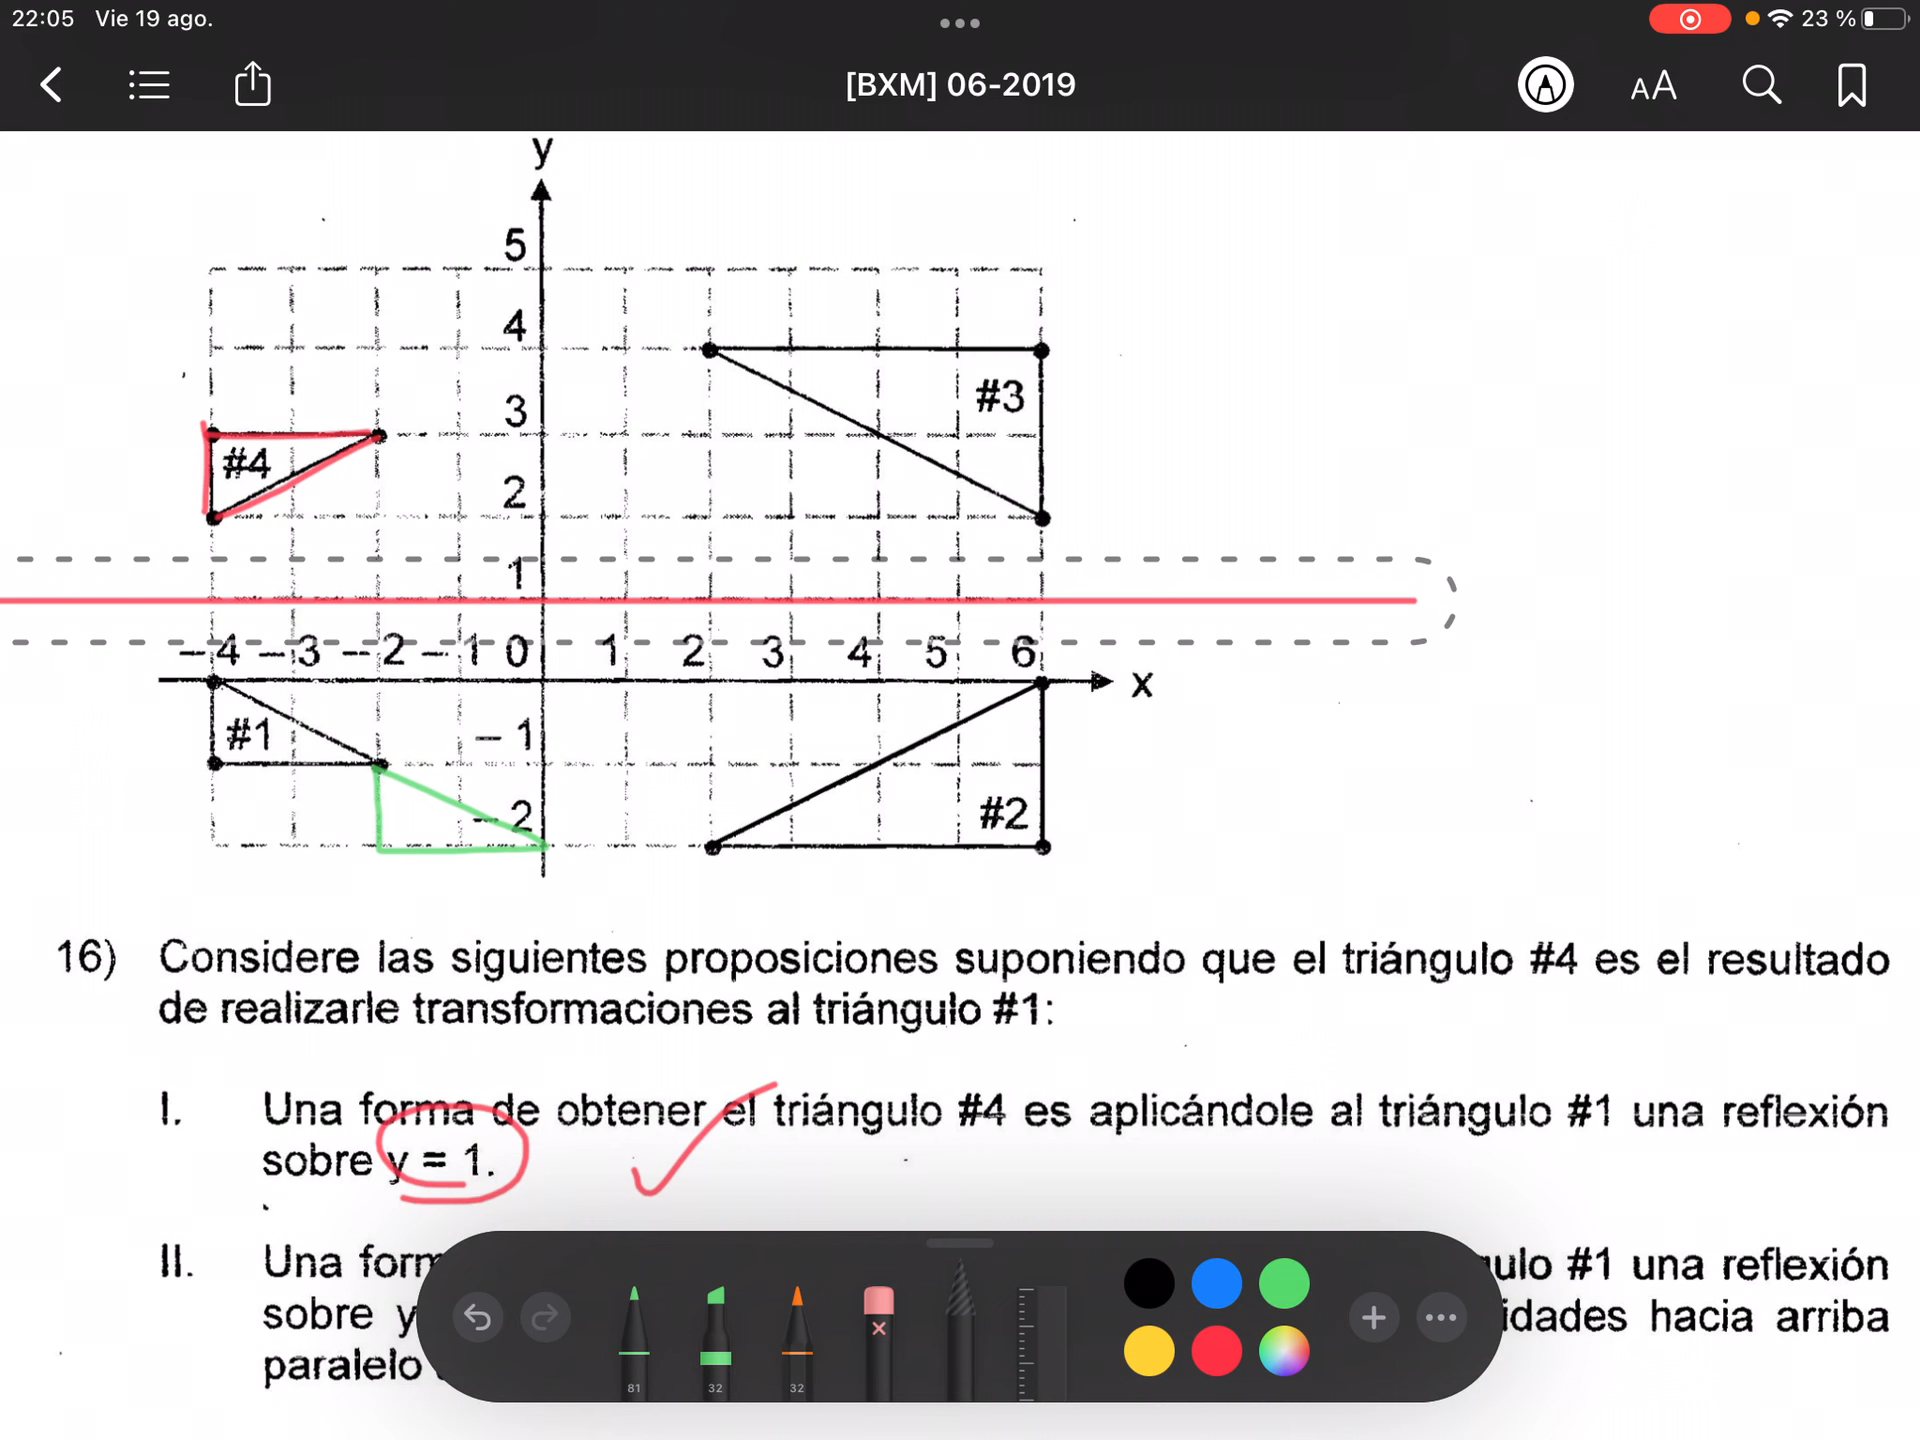 22:05 Vie 19 ago.
23 %
[BXM] 06-2019
AA
y
5
4
#3
3
#4
2
1
-4 -3 -2 -1 0 1 2 3 4 5 6
x
#1
-1
-2
#2
16) Considere las siguientes proposiciones suponiendo que el triángulo #4 es el resultado
de realizarle transformaciones al triángulo #1:
I. Una forma de obtener el triángulo #4 es aplicándole al triángulo #1 una reflexión
sobre y = 1.
II. Una #1 una reflexión
sobre y hacia arriba
paralelo
81 32 32